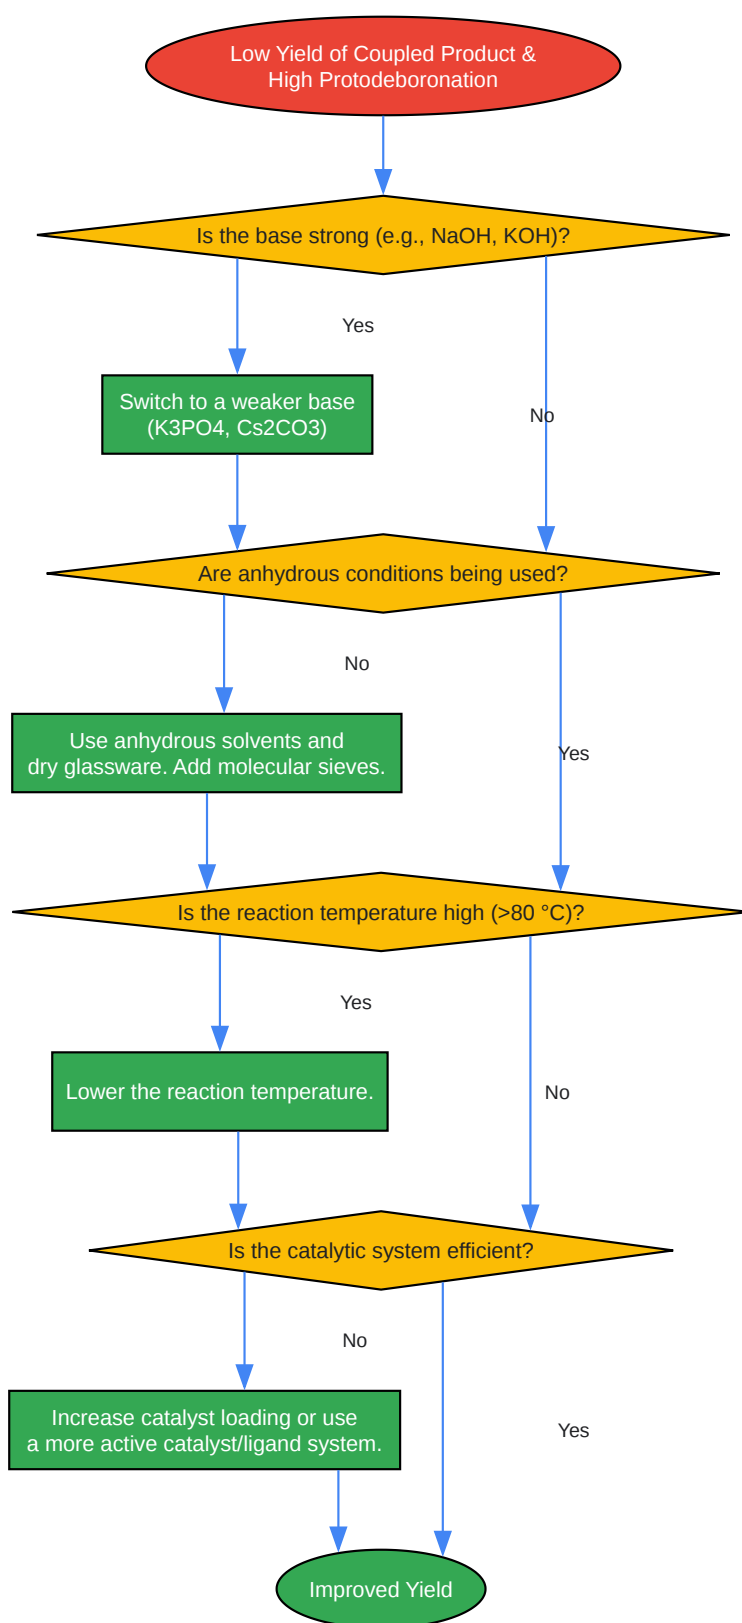 Low Yield of Coupled Product &
High Protodeboronation
Is the base strong (e.g., NaOH, KOH)?
Yes
Switch to a weaker base
(K3PO4, Cs2CO3)
No
Are anhydrous conditions being used?
No
Use anhydrous solvents and
dry glassware. Add molecular sieves.
Yes
Is the reaction temperature high (>80 °C)?
Yes
Lower the reaction temperature.
No
Is the catalytic system efficient?
No
Increase catalyst loading or use
a more active catalyst/ligand system.
Yes
Improved Yield